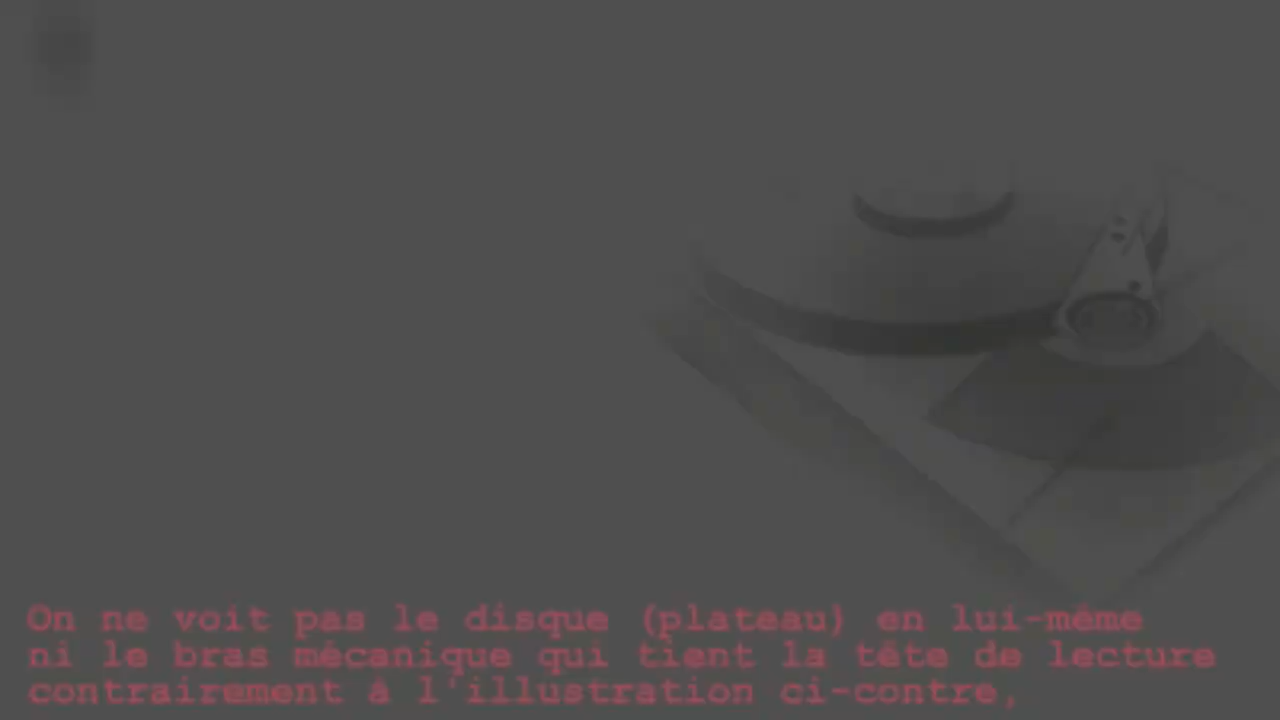 On ne voit pas le disque (plateau) en lui-même
ni le bras mécanique qui tient la tête de lecture
contrairement à l'illustration ci-contre,